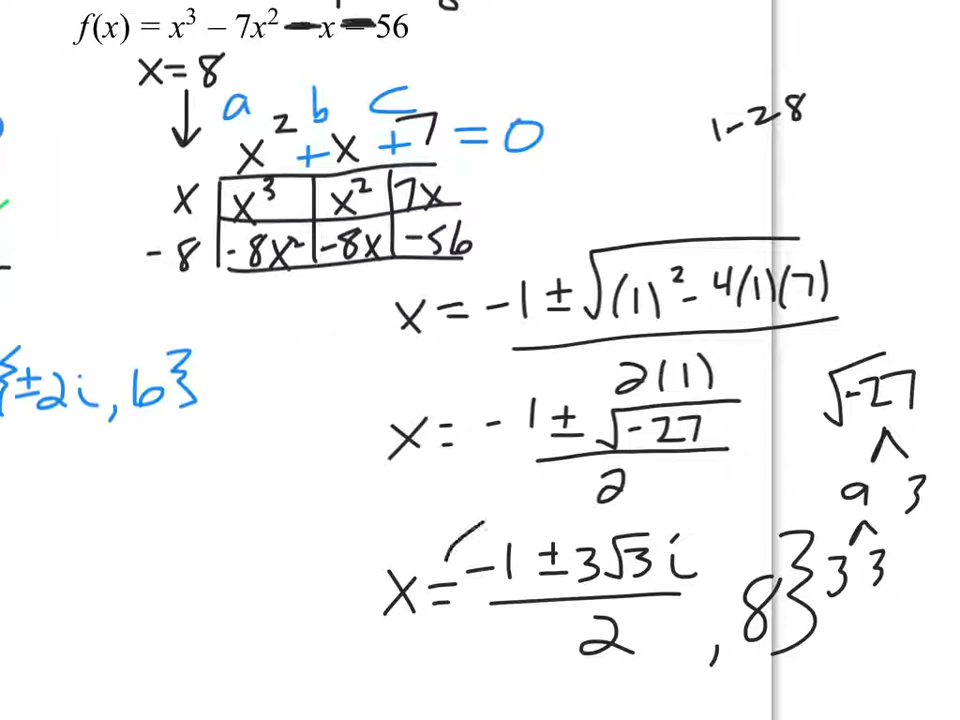 f(x) = x³ – 7x² – x – 56
x = 8
a b c
x² + x + 7 = 0
1 - 28
x x³ x² 7x
-8 -8x² -8x -56
x = -1 ± √(1)² - 4(1)(7)
2(1)
{±2i, 6}
√-27
x = -1 ± √-27
2
9 3
3 3
x = -1 ± 3√3 i , 8}
2